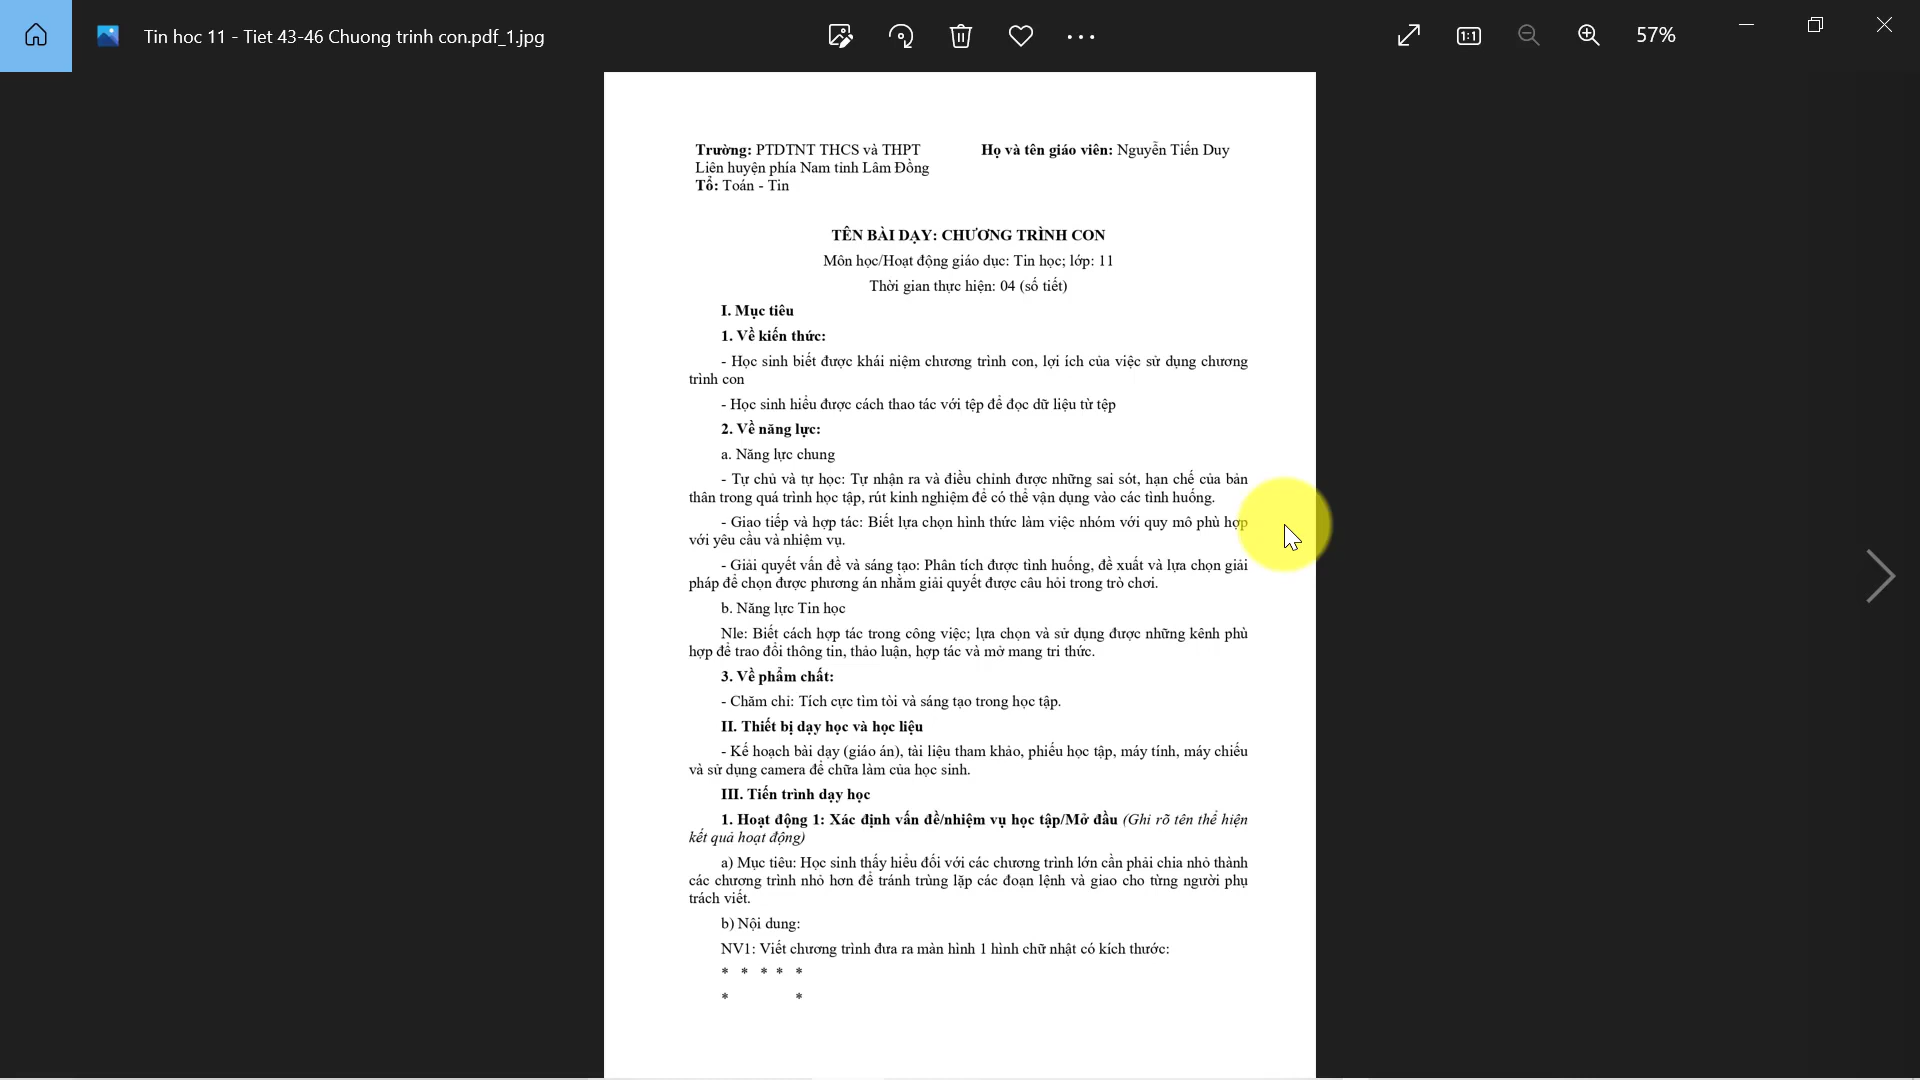 Tin hoc 11 - Tiet 43-46 Chuong trinh con.pdf_1.jpg
57%
Trường: PTDTNT THCS và THPT
Liên huyện phía Nam tỉnh Lâm Đồng
Tổ: Toán - Tin
Họ và tên giáo viên: Nguyễn Tiến Duy
TÊN BÀI DẠY: CHƯƠNG TRÌNH CON
Môn học/Hoạt động giáo dục: Tin học; lớp: 11
Thời gian thực hiện: 04 (số tiết)
I. Mục tiêu
1. Về kiến thức:
- Học sinh biết được khái niệm chương trình con, lợi ích của việc sử dụng chương
trình con
- Học sinh hiểu được cách thao tác với tệp để đọc dữ liệu từ tệp
2. Về năng lực:
a. Năng lực chung
- Tự chủ và tự học: Tự nhận ra và điều chỉnh được những sai sót, hạn chế của bản
thân trong quá trình học tập, rút kinh nghiệm để có thể vận dụng vào các tình huống.
- Giao tiếp và hợp tác: Biết lựa chọn hình thức làm việc nhóm với quy mô phù hợp
với yêu cầu và nhiệm vụ.
- Giải quyết vấn đề và sáng tạo: Phân tích được tình huống, đề xuất và lựa chọn giải
pháp để chọn được phương án nhằm giải quyết được câu hỏi trong trò chơi.
b. Năng lực Tin học
Nle: Biết cách hợp tác trong công việc; lựa chọn và sử dụng được những kênh phù
hợp để trao đổi thông tin, thảo luận, hợp tác và mở mang tri thức.
3. Về phẩm chất:
- Chăm chỉ: Tích cực tìm tòi và sáng tạo trong học tập.
II. Thiết bị dạy học và học liệu
- Kế hoạch bài dạy (giáo án), tài liệu tham khảo, phiếu học tập, máy tính, máy chiếu
và sử dụng camera để chữa làm của học sinh.
III. Tiến trình dạy học
1. Hoạt động 1: Xác định vấn đề/nhiệm vụ học tập/Mở đầu (Ghi rõ tên thể hiện
kết quả hoạt động)
a) Mục tiêu: Học sinh thấy hiểu đối với các chương trình lớn cần phải chia nhỏ thành
các chương trình nhỏ hơn để tránh trùng lặp các đoạn lệnh và giao cho từng người phụ
trách viết.
b) Nội dung:
NV1: Viết chương trình đưa ra màn hình 1 hình chữ nhật có kích thước:
* * * * *
* *